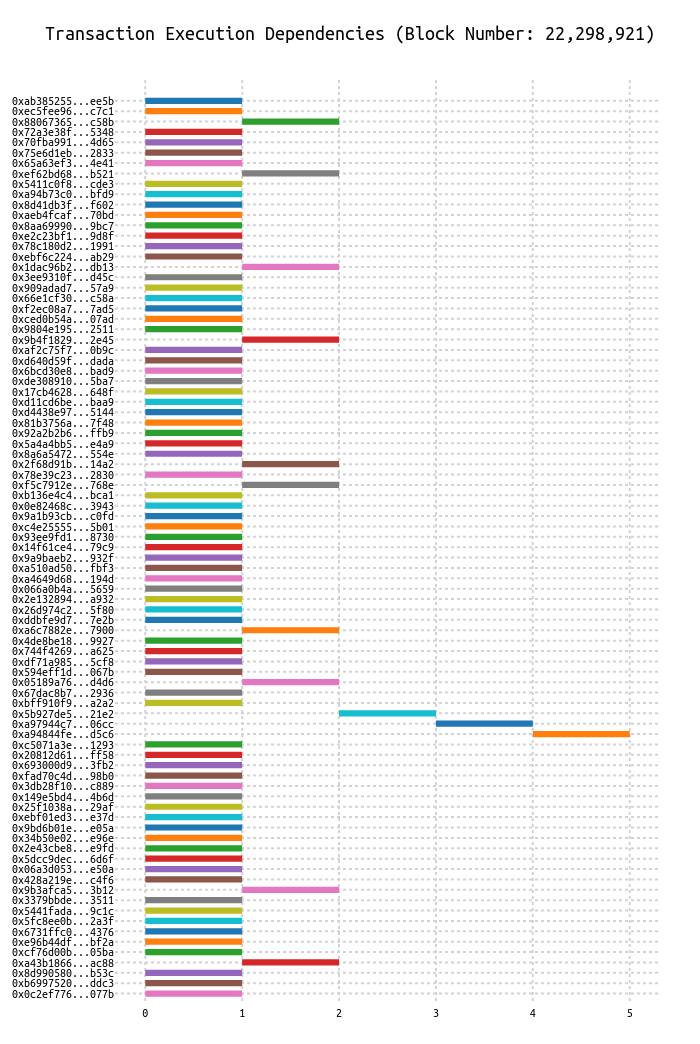 Transaction Execution Dependencies (Block Number: 22,298,921)
0xab385255...ee5b
0xec5fee96...c7c1
0x88067365...c58b
0x72a3e38f...5348
0x70fba991...4d65
0x75e6d1eb...2833
0x65a63ef3...4e41
0xef62bd68...b521
0x5411c0f8...cde3
0xa94b73c0...bfd9
0x8d41db3f...f602
0xaeb4fcaf...70bd
0x8aa69990...9bc7
0xe2c23bf1...9d8f
0x78c180d2...1991
0xebf6c224...ab29
0x1dac96b2...db13
0x3ee9310f...d45c
0x909adad7...57a9
0x66e1cf30...c58a
0xf2ec08a7...7ad5
0xced0b54a...07ad
0x9804e195...2511
0x9b4f1829...2e45
0xaf2c75f7...0b9c
0xd640d59f...dada
0x6bcd30e8...bad9
0xde308910...5ba7
0x17cb4628...648f
0xd11cd6be...baa9
0xd4438e97...5144
0x81b3756a...7f48
0x92a2b2b6...ffb9
0x5a4a4bb5...e4a9
0x8a6a5472...554e
0x2f68d91b...14a2
0x78e39c23...2830
0xf5c7912e...768e
0xb136e4c4...bca1
0x0e82468c...3943
0x9a1b93cb...c0fd
0xc4e25555...5b01
0x93ee9fd1...8730
0x14f61ce4...79c9
0x9a9baeb2...932f
0xa510ad50...fbf3
0xa4649d68...194d
0x066a0b4a...5659
0x2e132894...a932
0x26d974c2...5f80
0xddbfe9d7...7e2b
0xa6c7882e...7900
0x4de8be18...9927
0x744f4269...a625
0xdf71a985...5cf8
0x594eff1d...067b
0x05189a76...d4d6
0x67dac8b7...2936
0xbff910f9...a2a2
0x5b927de5...21e2
0xa97944c7...06cc
0xa94844fe...d5c6
0xc5071a3e...1293
0x20812d61...ff58
0x693000d9...3fb2
0xfad70c4d...98b0
0x3db28f10...c889
0x149e5bd4...4b6d
0x25f1038a...29af
0xebf01ed3...e37d
0x9bd6b01e...e05a
0x34b50e02...e96e
0x2e43cbe8...e9fd
0x5dcc9dec...6d6f
0x06a3d053...e50a
0x428a219e...c4f6
0x9b3afca5...3b12
0x3379bbde...3511
0x5441fada...9c1c
0x5fc8ee0b...2a3f
0x6731ffc0...4376
0xe96b44df...bf2a
0xcf76d00b...05ba
0xa43b1866...ac88
0x8d990580...b53c
0xb6997520...ddc3
0x0c2ef776...077b
0 1 2 3 4 5